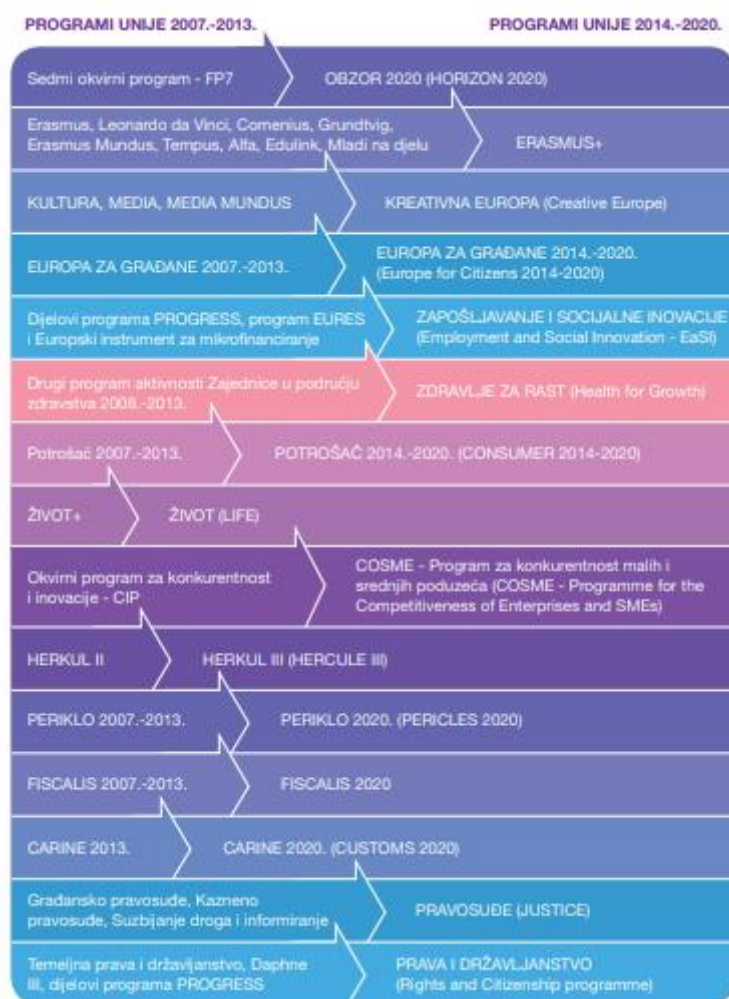 PROGRAMI UNIJE 2007.-2013.
PROGRAMI UNIJE 2014.-2020.
Sedmi okvirni program - FP7
OBZOR 2020 (HORIZON 2020)
Erasmus, Leonardo da Vinci, Comenius, Grundtvig,
Erasmus Mundus, Tempus, Alfa, Edulink, Mladi na djelu
ERASMUS+
KULTURA, MEDIA, MEDIA MUNDUS
KREATIVNA EUROPA (Creative Europe)
EUROPA ZA GRAĐANE 2007.-2013.
EUROPA ZA GRAĐANE 2014.-2020.
(Europe for Citizens 2014-2020)
Dijelovi programa PROGRESS, program EURES
i Europski instrument za mikrofinanciranje
ZAPOŠLJAVANJE I SOCIJALNE INOVACIJE
(Employment and Social Innovation - EaSI)
Drugi program aktivnosti Zajednice u području
zdravstva 2008.-2013.
ZDRAVLJE ZA RAST (Health for Growth)
Potrošač 2007.-2013.
POTROŠAČ 2014.-2020. (CONSUMER 2014-2020)
ŽIVOT+
ŽIVOT (LIFE)
Okvirni program za konkurentnost
i inovacije - CIP
COSME - Program za konkurentnost malih i
srednjih poduzeća (COSME - Programme for the
Competitiveness of Enterprises and SMEs)
HERKUL II
HERKUL III (HERCULE III)
PERIKLO 2007.-2013.
PERIKLO 2020. (PERICLES 2020)
FISCALIS 2007.-2013.
FISCALIS 2020
CARINE 2013.
CARINE 2020. (CUSTOMS 2020)
Građansko pravosuđe, Kazneno
pravosuđe, Suzbijanje droga i informiranje
PRAVOSUĐE (JUSTICE)
Temeljna prava i državljanstvo, Daphne
III, dijelovi programa PROGRESS
PRAVA I DRŽAVLJANSTVO
(Rights and Citizenship programme)